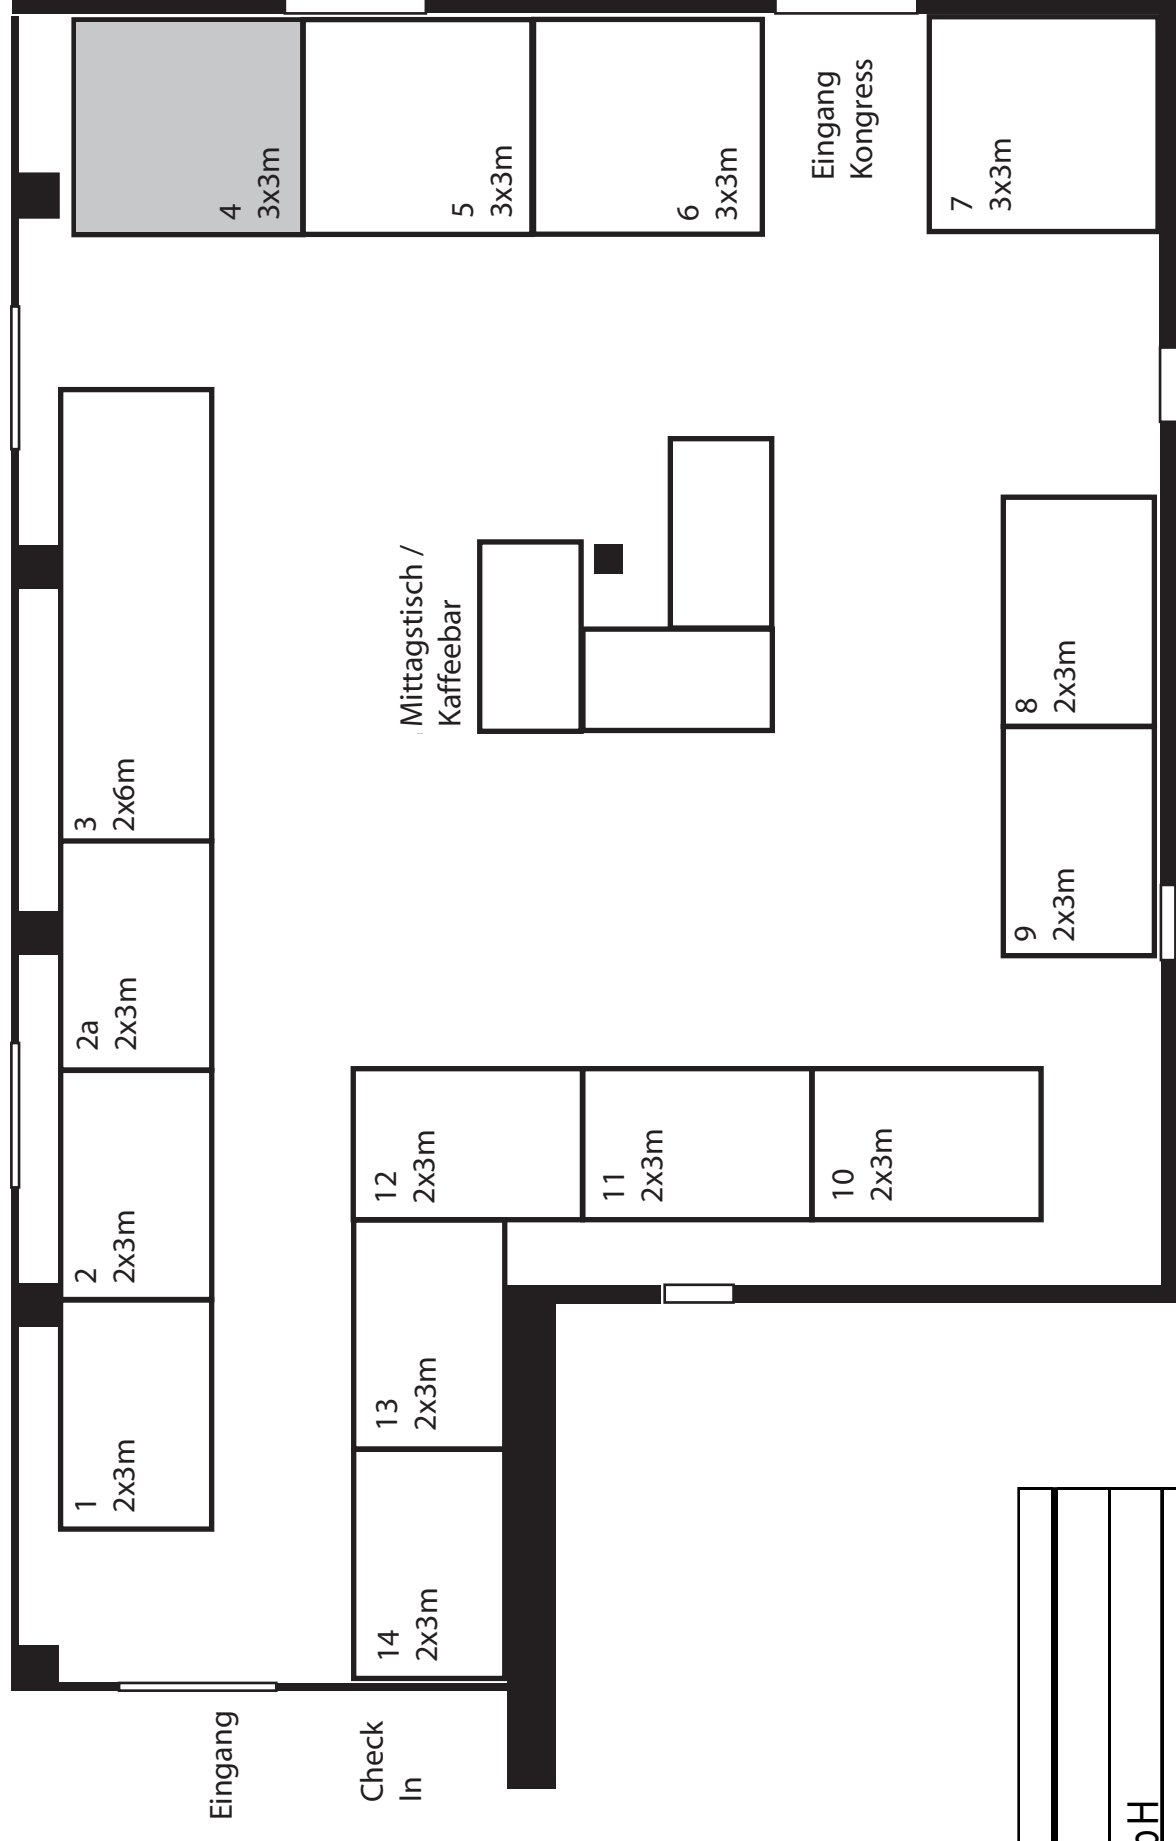 4
3x3m
5
3x3m
6
3x3m
Eingang
Kongress
7
3x3m
3
2x6m
Mittagstisch /
Kaffeebar
8
2x3m
9
2x3m
2a
2x3m
2
2x3m
1
2x3m
12
2x3m
11
2x3m
10
2x3m
13
2x3m
14
2x3m
Eingang
Check
In